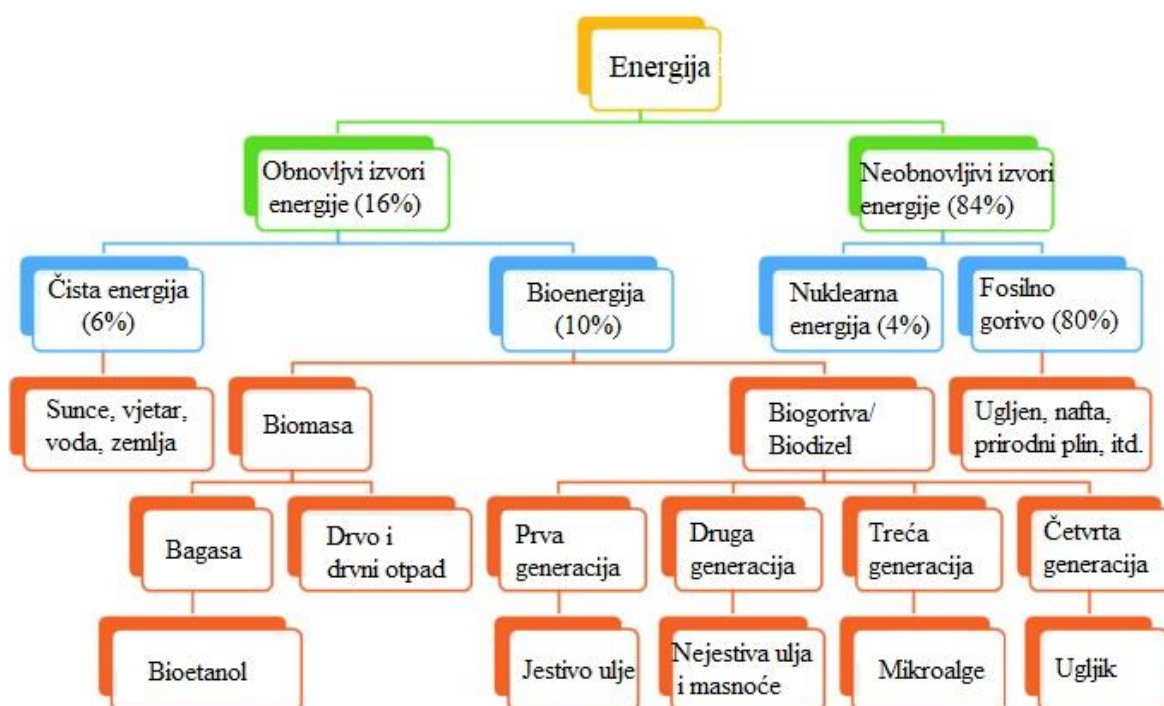 Energija
Obnovljvi izvori
energije (16%)
Neobnovljivi izvori
energije (84%)
Čista energija
(6%)
Bioenergija
(10%)
Nuklearna
energija (4%)
Fosilno
gorivo (80%)
Sunce, vjetar,
voda, zemlja
Biomasa
Biogoriva/
Biodizel
Ugljen, nafta,
prirodni plin, itd.
Bagasa
Drvo i
drvni otpad
Prva
generacija
Druga
generacija
Treća
generacija
Četvrta
generacija
Bioetanol
Jestivo ulje
Nejestiva ulja
i masnoće
Mikroalge
Ugljik